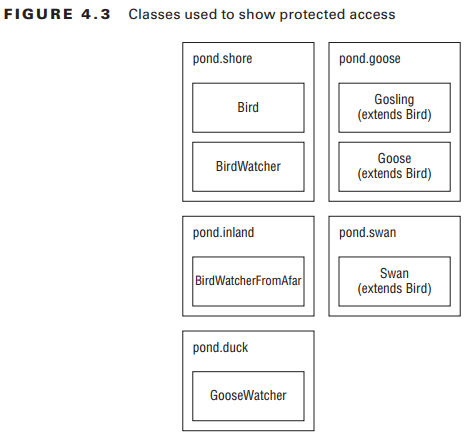 FIGURE 4.3 Classes used to show protected access
pond.shore
Bird
BirdWatcher
pond.goose
Gosling
(extends Bird)
Goose
(extends Bird)
pond.inland
BirdWatcherFromAfar
pond.swan
Swan
(extends Bird)
pond.duck
GooseWatcher